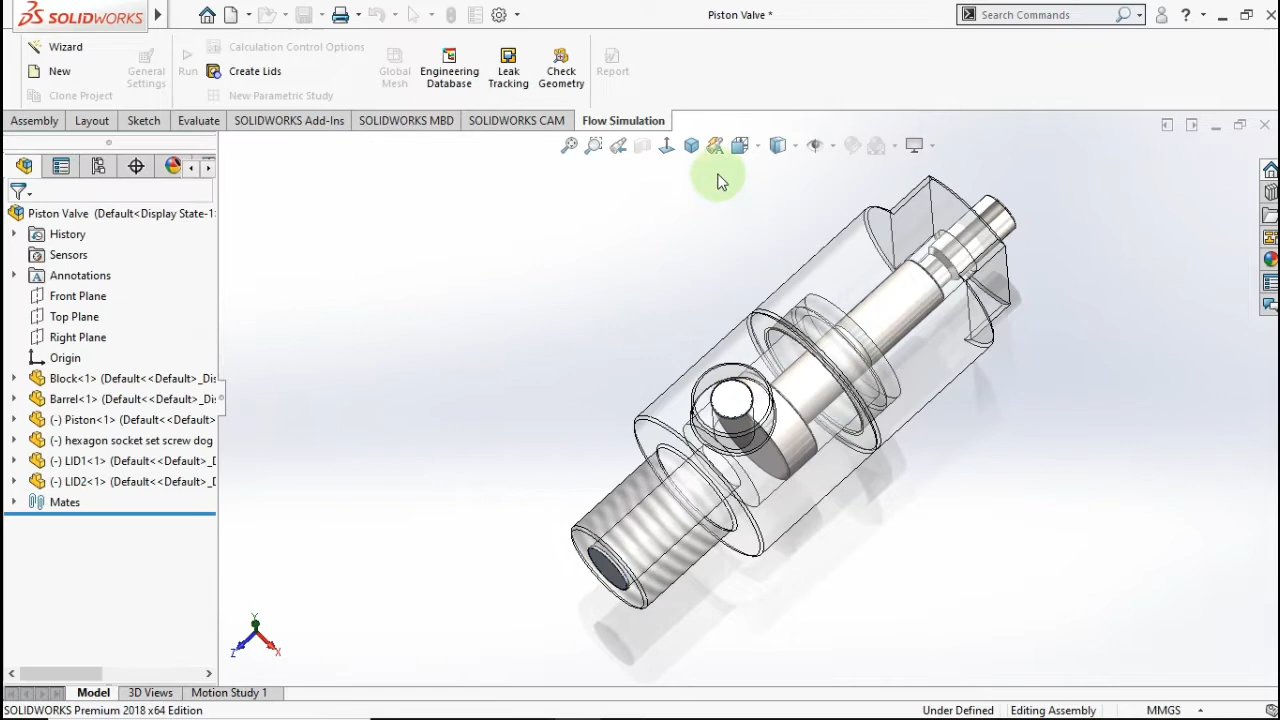 SOLIDWORKS
Piston Valve *
Search Commands
?
Wizard
New
Clone Project
General
Settings
Run
Calculation Control Options
Create Lids
New Parametric Study
Global
Mesh
Engineering
Database
Leak
Tracking
Check
Geometry
Report
Assembly
Layout
Sketch
Evaluate
SOLIDWORKS Add-Ins
SOLIDWORKS MBD
SOLIDWORKS CAM
Flow Simulation
Piston Valve (Default<Display State-1
History
Sensors
Annotations
Front Plane
Top Plane
Right Plane
Origin
Block<1> (Default<<Default>_Dis
Barrel<1> (Default<<Default>_Di
(-) Piston<1> (Default<<Default>
(-) hexagon socket set screw dog
(-) LID1<1> (Default<<Default>_D
(-) LID2<1> (Default<<Default>_D
Mates
Y
Z
X
Model
3D Views
Motion Study 1
SOLIDWORKS Premium 2018 x64 Edition
Under Defined
Editing Assembly
MMGS